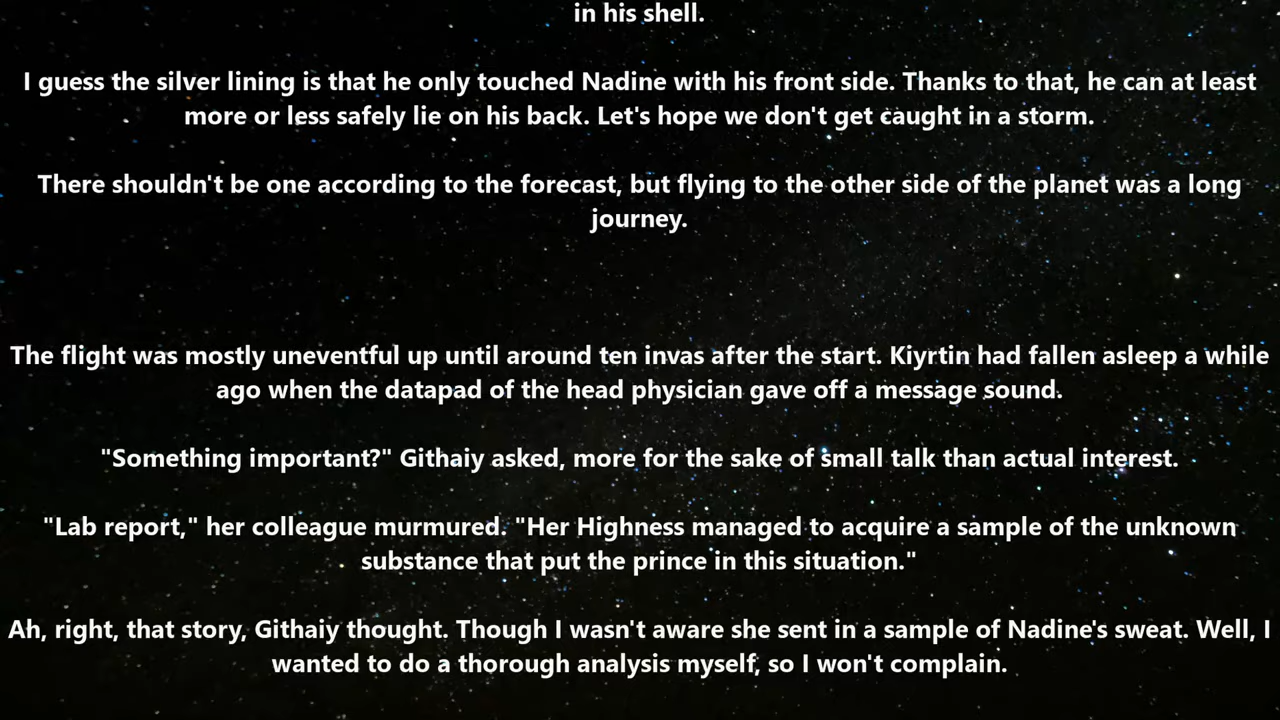 in his shell.
I guess the silver lining is that he only touched Nadine with his front side. Thanks to that, he can at least
more or less safely lie on his back. Let's hope we don't get caught in a storm.
There shouldn't be one according to the forecast, but flying to the other side of the planet was a long
journey.
The flight was mostly uneventful up until around ten invas after the start. Kiyrtin had fallen asleep a while
ago when the datapad of the head physician gave off a message sound.
"Something important?" Githaiy asked, more for the sake of small talk than actual interest.
"Lab report," her colleague murmured. "Her Highness managed to acquire a sample of the unknown
substance that put the prince in this situation."
Ah, right, that story, Githaiy thought. Though I wasn't aware she sent in a sample of Nadine's sweat. Well, I
wanted to do a thorough analysis myself, so I won't complain.